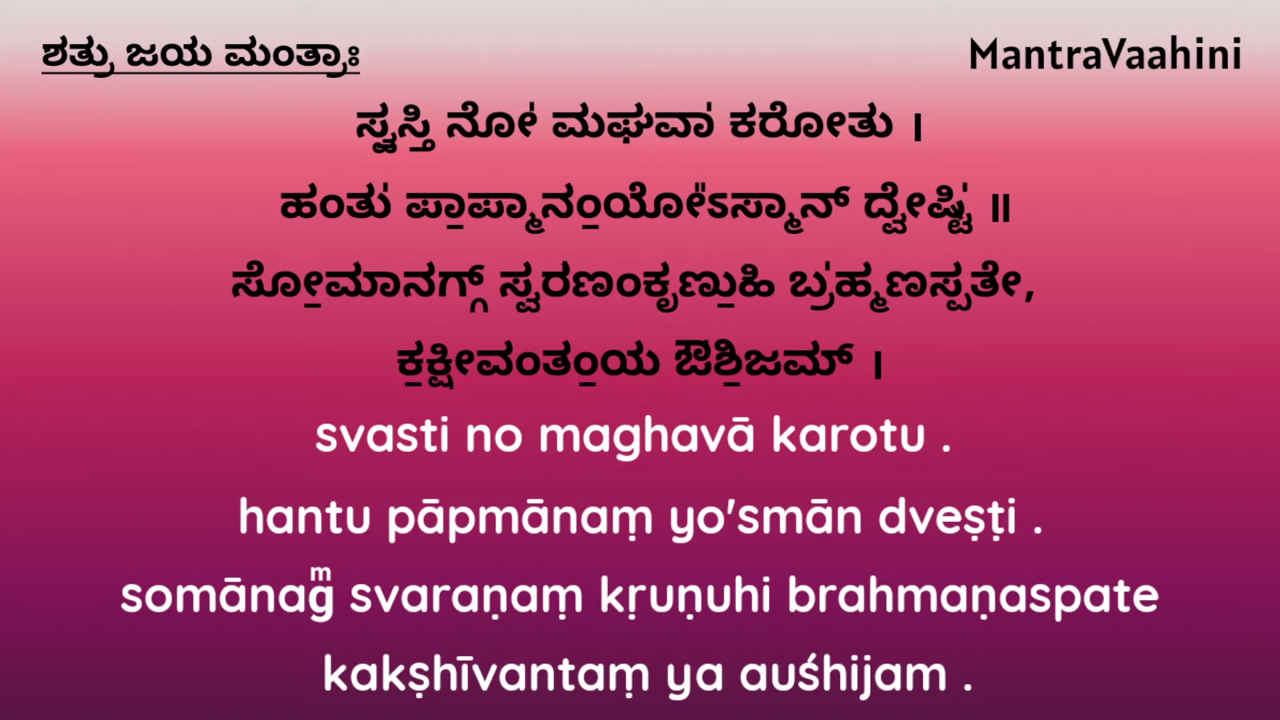 ಶತ್ರು ಜಯ ಮಂತ್ರಾಃ
MantraVaahini
ಸ್ವ॒ಸ್ತಿ ನೋ॑ ಮಘವಾ॑ ಕರೋತು ।
ಹಂತು॑ ಪಾ॒ಪ್ಮಾನಂ॒ಯೋ᳚ಽಸ್ಮಾನ್ ದ್ವೇಷ್ಟಿ॑ ॥
ಸೋ॒ಮಾನಗ್ಗ್ ಸ್ವರಣಂಕೃಣು॒ಹಿ ಬ್ರ॑ಹ್ಮಣಸ್ಪತೇ,
ಕ॒ಕ್ಷೀವಂತಂ॒ಯ ಔಶಿ॒ಜಮ್ ।
svasti no maghavā karotu .
hantu pāpmānaṃ yo'smān dveṣṭi .
somānagͫ svaraṇaṃ kṛuṇuhi brahmaṇaspate
kakṣhīvantaṃ ya auśhijam .